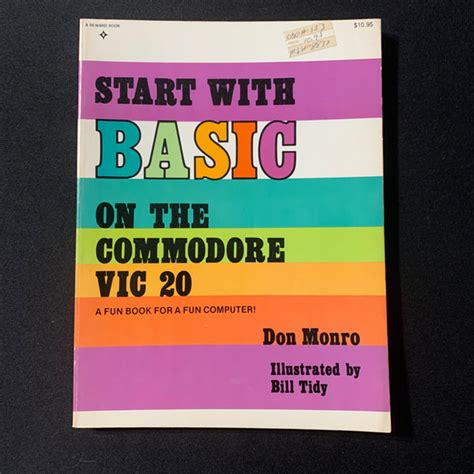 A REWARD BOOK
$10.95
START WITH
BASIC
ON THE
COMMODORE
VIC 20
A FUN BOOK FOR A FUN COMPUTER!
Don Monro
Illustrated by
Bill Tidy